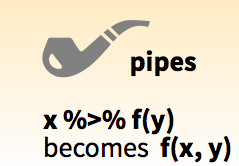 pipes
x %>% f(y)
becomes f(x, y)